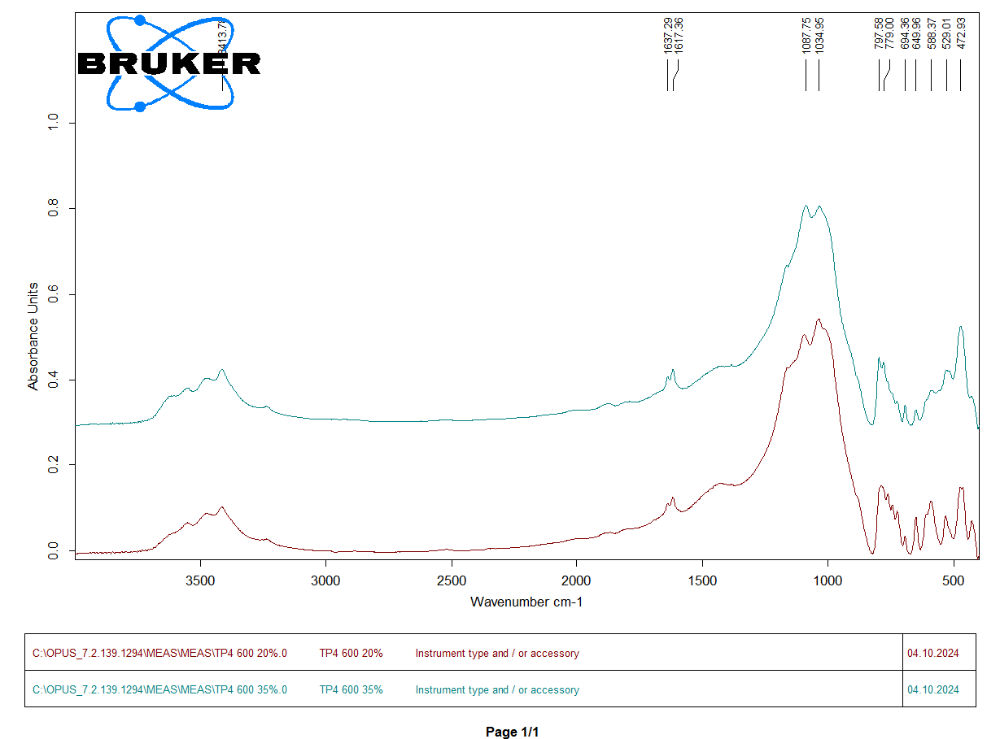 BRUKER
3413.79
1637.29
1617.36
1087.75
1034.95
797.58
779.00
694.36
649.96
588.37
529.01
472.93
Absorbance Units
1.0
0.8
0.6
0.4
0.2
0.0
3500 3000 2500 2000 1500 1000 500
Wavenumber cm-1
C:\OPUS_7.2.139.1294\MEAS\MEAS\TP4 600 20%.0 TP4 600 20% Instrument type and / or accessory 04.10.2024
C:\OPUS_7.2.139.1294\MEAS\MEAS\TP4 600 35%.0 TP4 600 35% Instrument type and / or accessory 04.10.2024
Page 1/1